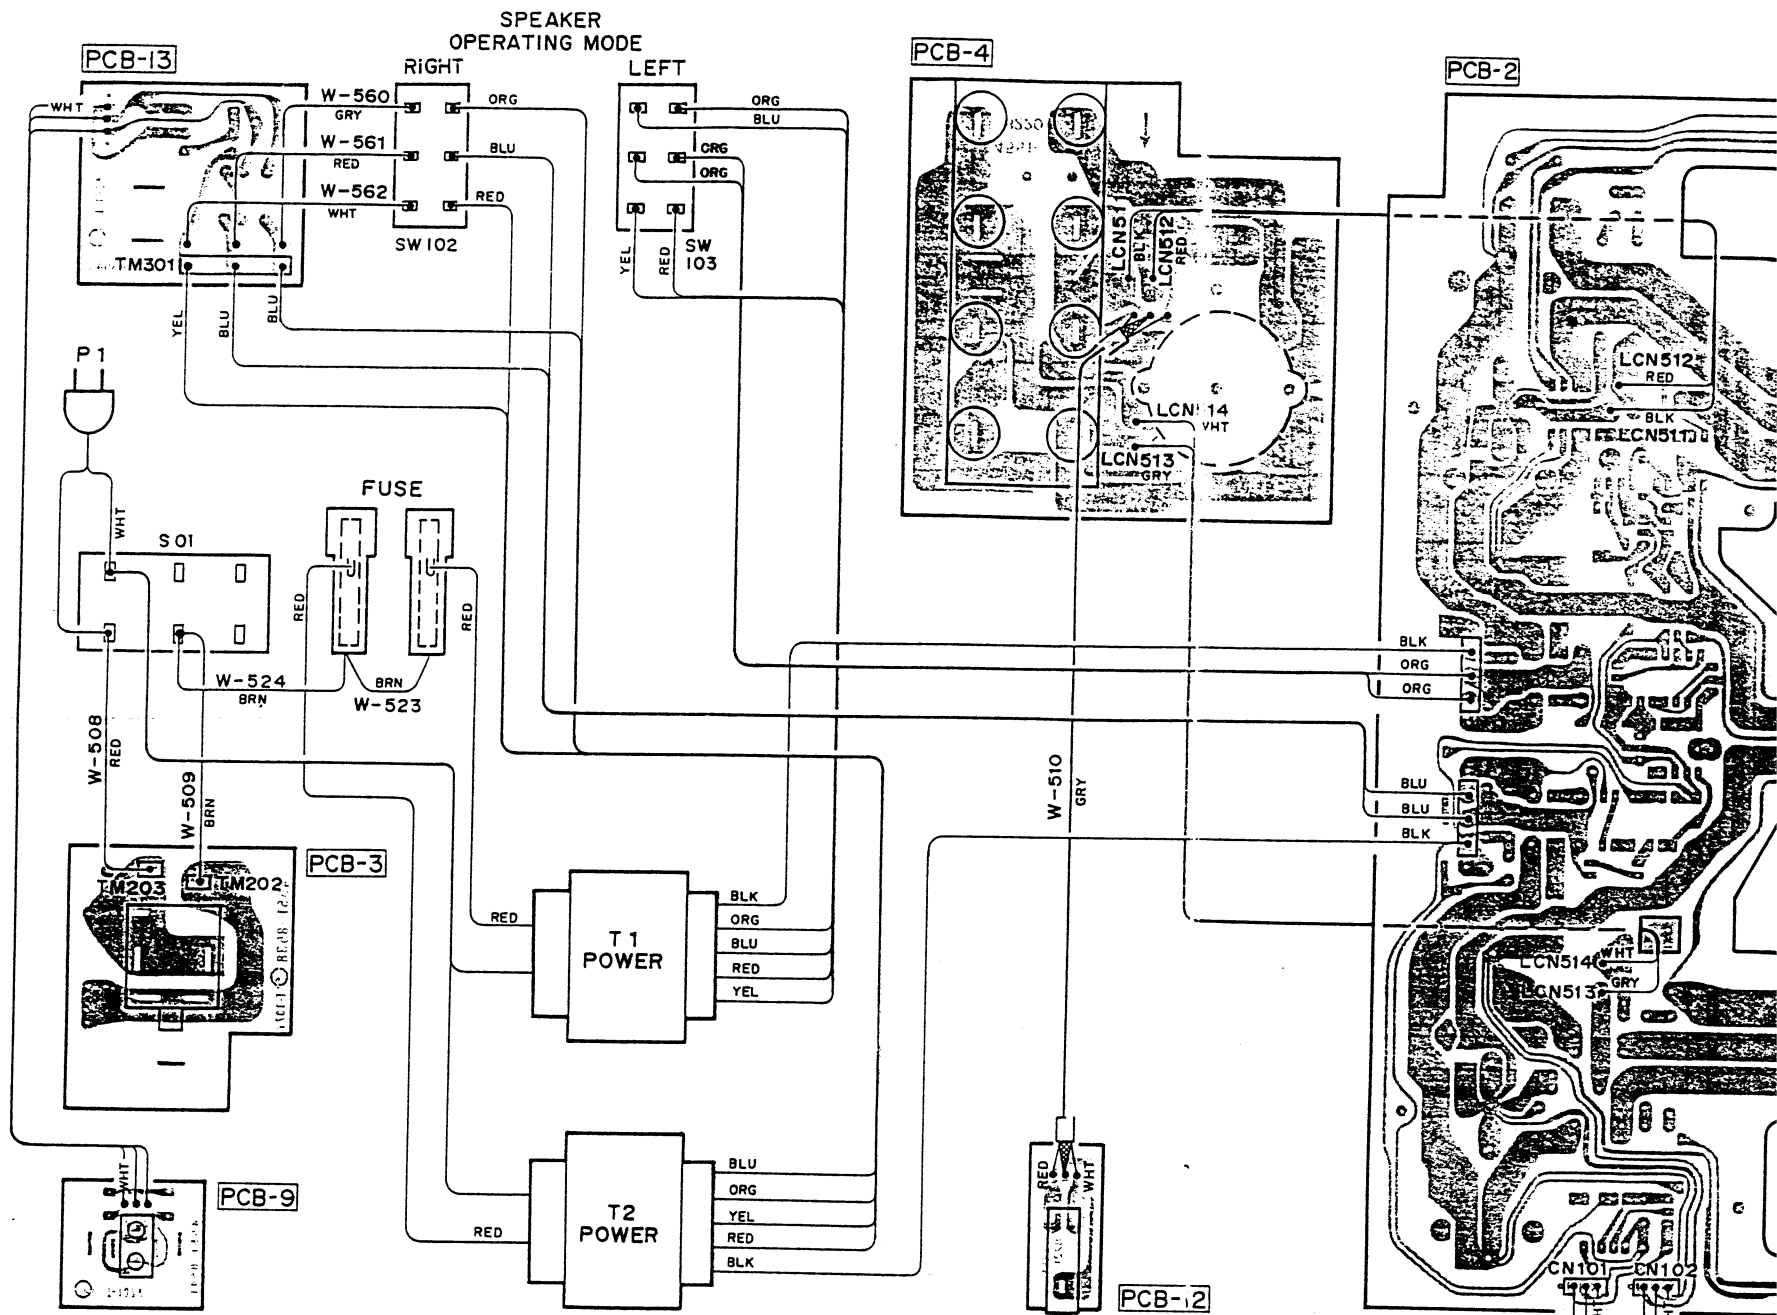 SPEAKER
OPERATING MODE
PCB-13
RIGHT
LEFT
PCB-4
PCB-2
WHT
W-560
GRY
ORG
ORG
BLU
W-561
RED
BLU
ORG
ORG
W-562
WHT
RED
SW102
YEL
RED
SW
103
TM301
YEL
BLU
BLU
LCN511
BLK
LCN512
RED
P1
LCN512
RED
BLK
LCN511
WHT
LCN513
GRY
FUSE
WHT
S01
RED
RED
W-524
BRN
BRN
W-523
BLK
ORG
ORG
W-508
RED
W-509
BRN
W-510
GRY
BLU
BLU
BLK
PCB-3
TM203
TM202
RED
T1
POWER
BLK
ORG
BLU
RED
YEL
LCN514
WHT
GRY
LCN513
WHT
PCB-9
RED
T2
POWER
BLU
ORG
YEL
RED
BLK
RED
WHT
PCB-12
CN101
CN102